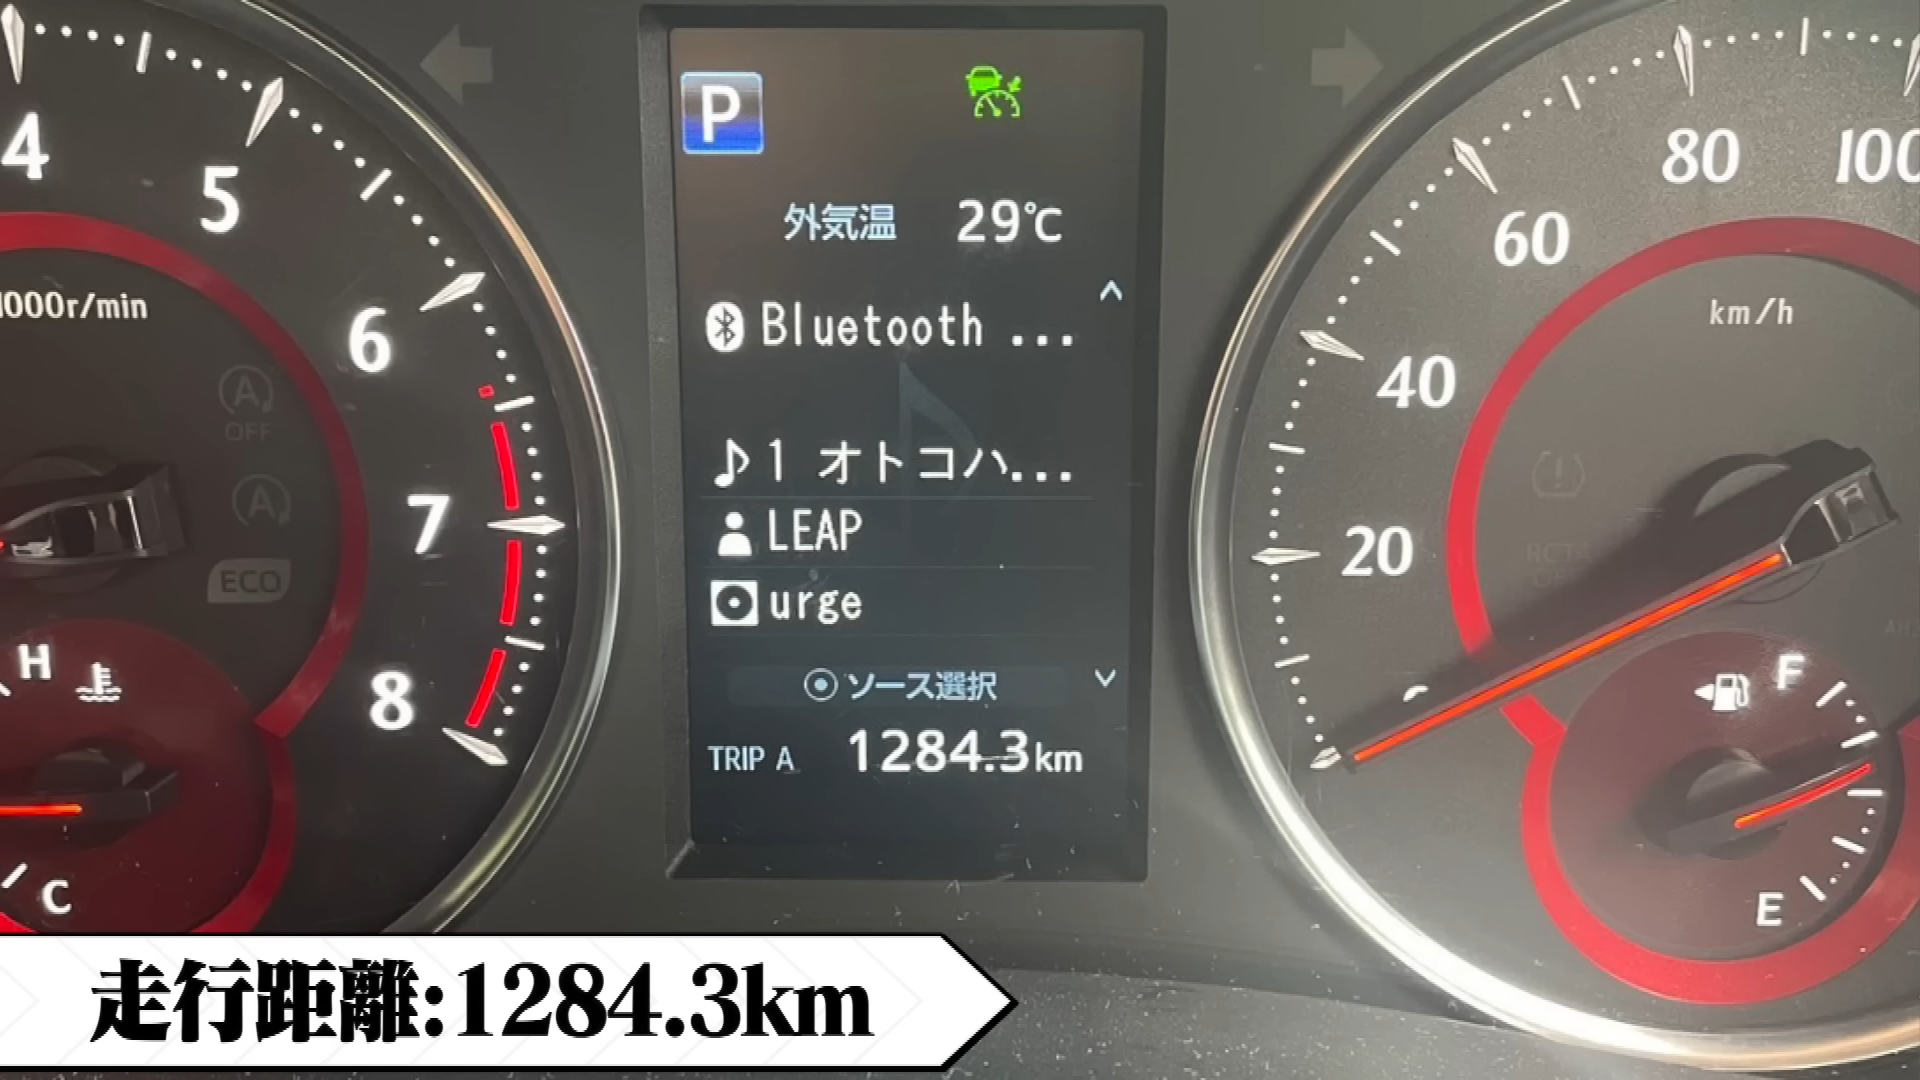 4
5
6
7
8
1000r/min
A
OFF
A
ECO
H
C
P
外気温 29℃
Bluetooth ...
1 オトコハ...
LEAP
urge
ソース選択
TRIP A 1284.3km
20
40
60
80
100
km/h
F
E
走行距離:1284.3km